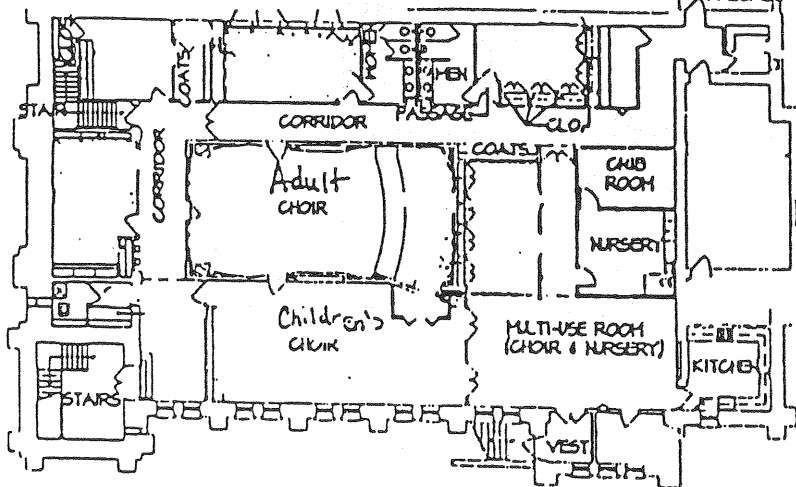 COATS
MEN
STAIR
CORRIDOR
PASSAGE
CLO.
COATS
CORRIDOR
Adult
CHOIR
CRIB
ROOM
NURSERY
Children's
CHOIR
MULTI-USE ROOM
(CHOIR & NURSERY)
KITCHEN
STAIRS
VEST